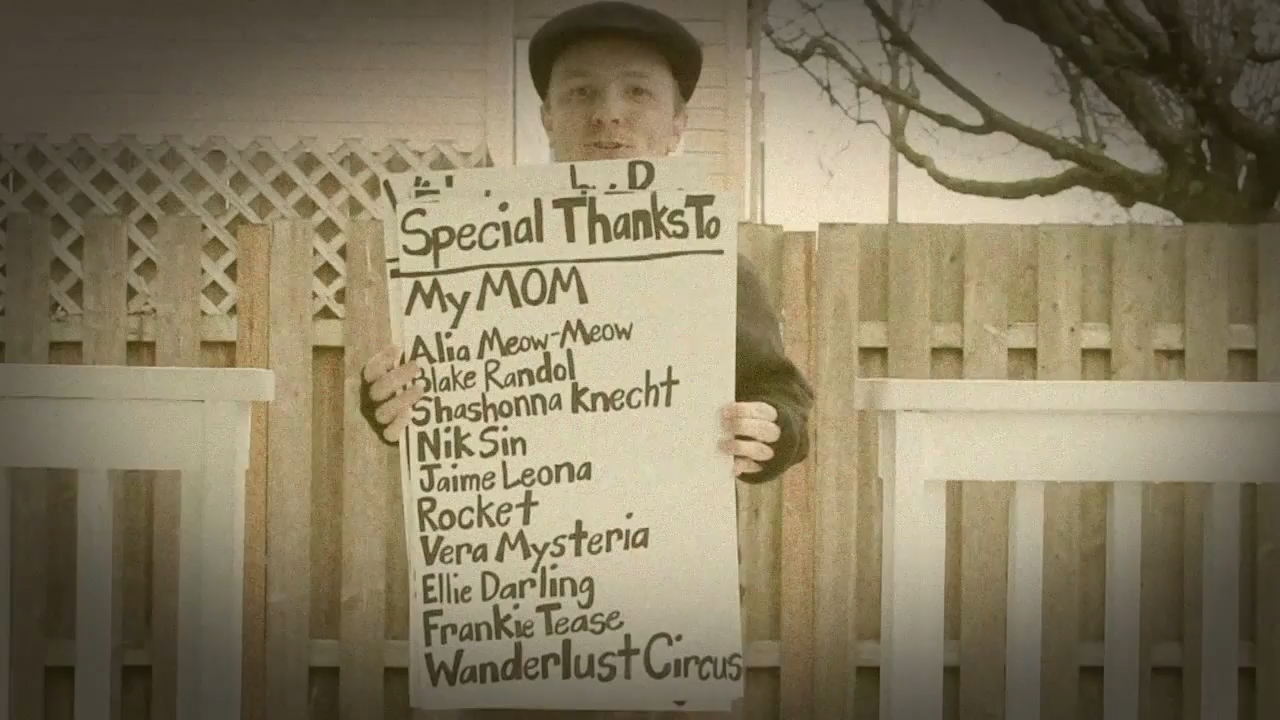 Special Thanks To
My MOM
Alia Meow-Meow
Blake Randol
Shashonna Knecht
Nik Sin
Jaime Leona
Rocket
Vera Mysteria
Ellie Darling
Frankie Tease
Wanderlust Circus